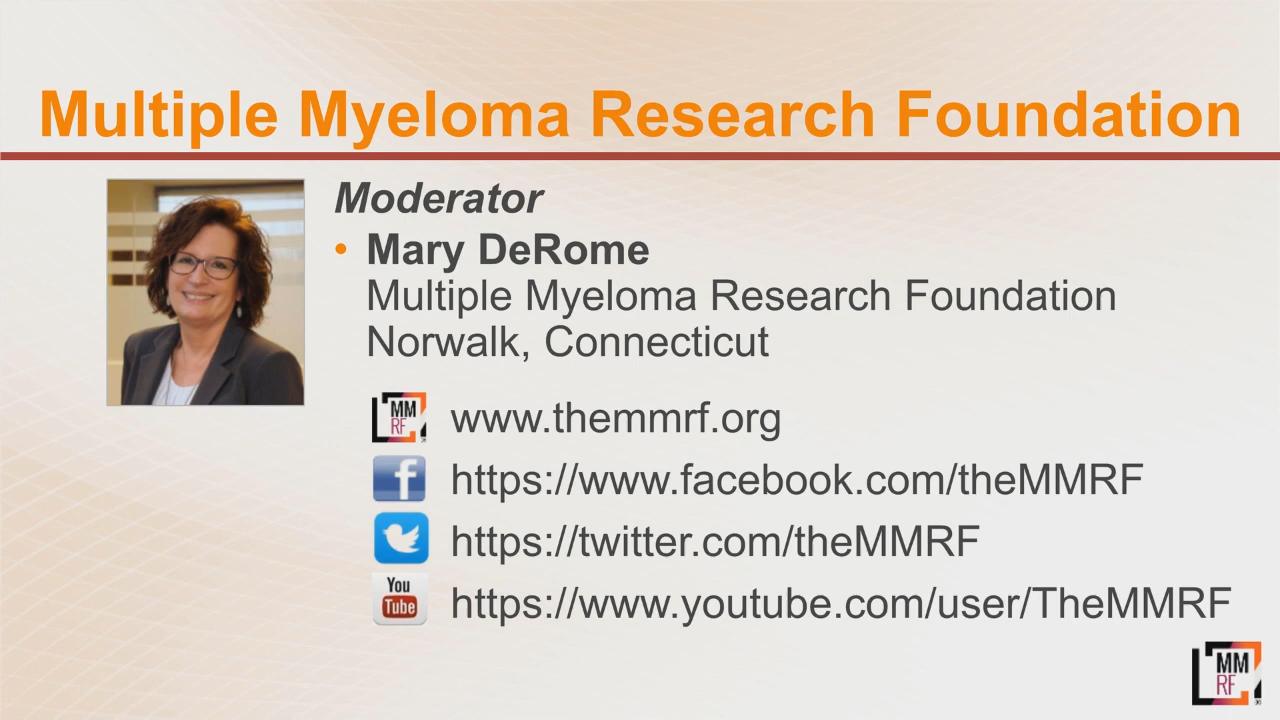 Multiple Myeloma Research Foundation
Moderator
• Mary DeRome
Multiple Myeloma Research Foundation
Norwalk, Connecticut
MM
RF
www.themmrf.org
f
https://www.facebook.com/theMMRF
https://twitter.com/theMMRF
You
Tube
https://www.youtube.com/user/TheMMRF
MM
RF